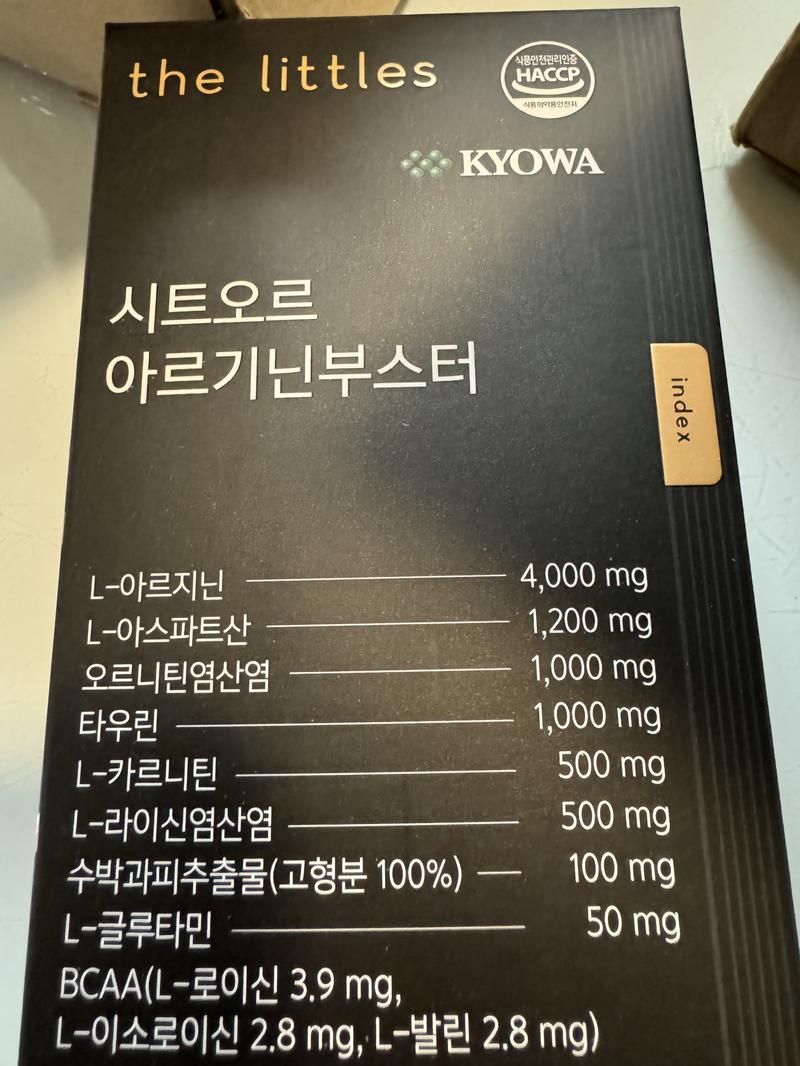 the littles
식품안전관리인증
HACCP
식품의약품안전처
KYOWA
시트오르
아르기닌부스터
index
L-아르지닌 4,000 mg
L-아스파트산 1,200 mg
오르니틴염산염 1,000 mg
타우린 1,000 mg
L-카르니틴 500 mg
L-라이신염산염 500 mg
수박과피추출물(고형분 100%) 100 mg
L-글루타민 50 mg
BCAA(L-로이신 3.9 mg,
L-이소로이신 2.8 mg, L-발린 2.8 mg)